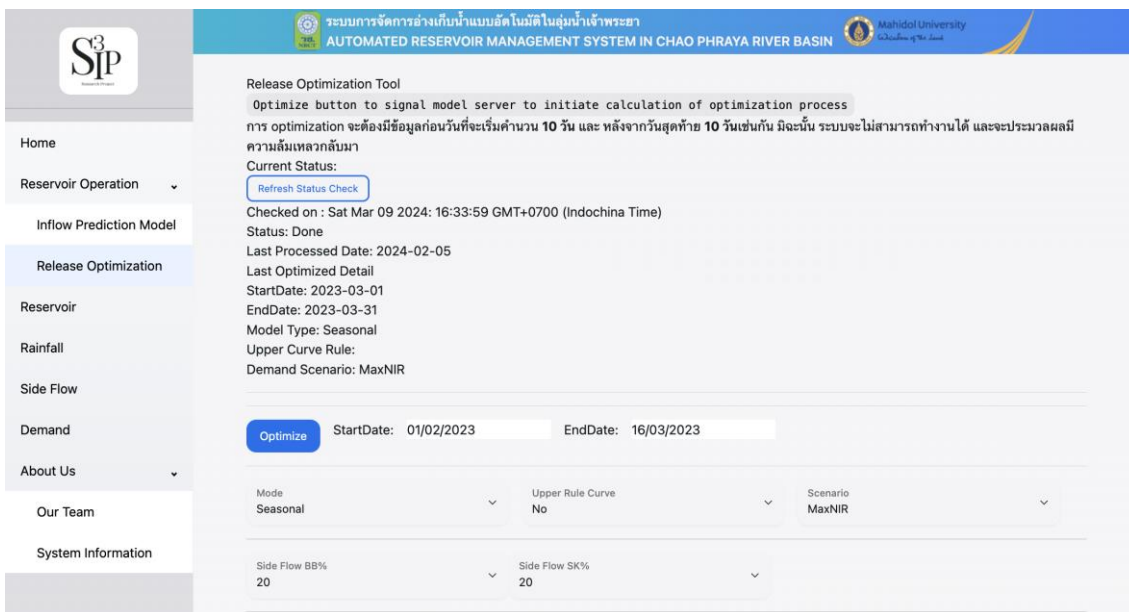 S3IP
Research Project
ระบบการจัดการอ่างเก็บน้ำแบบอัตโนมัติในลุ่มน้ำเจ้าพระยา
AUTOMATED RESERVOIR MANAGEMENT SYSTEM IN CHAO PHRAYA RIVER BASIN
วช.
NRCT
Mahidol University
Wisdom of the Land
Home
Reservoir Operation
Inflow Prediction Model
Release Optimization
Reservoir
Rainfall
Side Flow
Demand
About Us
Our Team
System Information
Release Optimization Tool
Optimize button to signal model server to initiate calculation of optimization process
การ optimization จะต้องมีข้อมูลก่อนวันที่จะเริ่มคำนวน 10 วัน และ หลังจากวันสุดท้าย 10 วันเช่นกัน มิฉะนั้น ระบบจะไม่สามารถทำงานได้ และจะประมวลผลมี
ความล้มเหลวกลับมา
Current Status:
Refresh Status Check
Checked on : Sat Mar 09 2024: 16:33:59 GMT+0700 (Indochina Time)
Status: Done
Last Processed Date: 2024-02-05
Last Optimized Detail
StartDate: 2023-03-01
EndDate: 2023-03-31
Model Type: Seasonal
Upper Curve Rule:
Demand Scenario: MaxNIR
Optimize StartDate: 01/02/2023 EndDate: 16/03/2023
Mode Upper Rule Curve Scenario
Seasonal No MaxNIR
Side Flow BB% Side Flow SK%
20 20